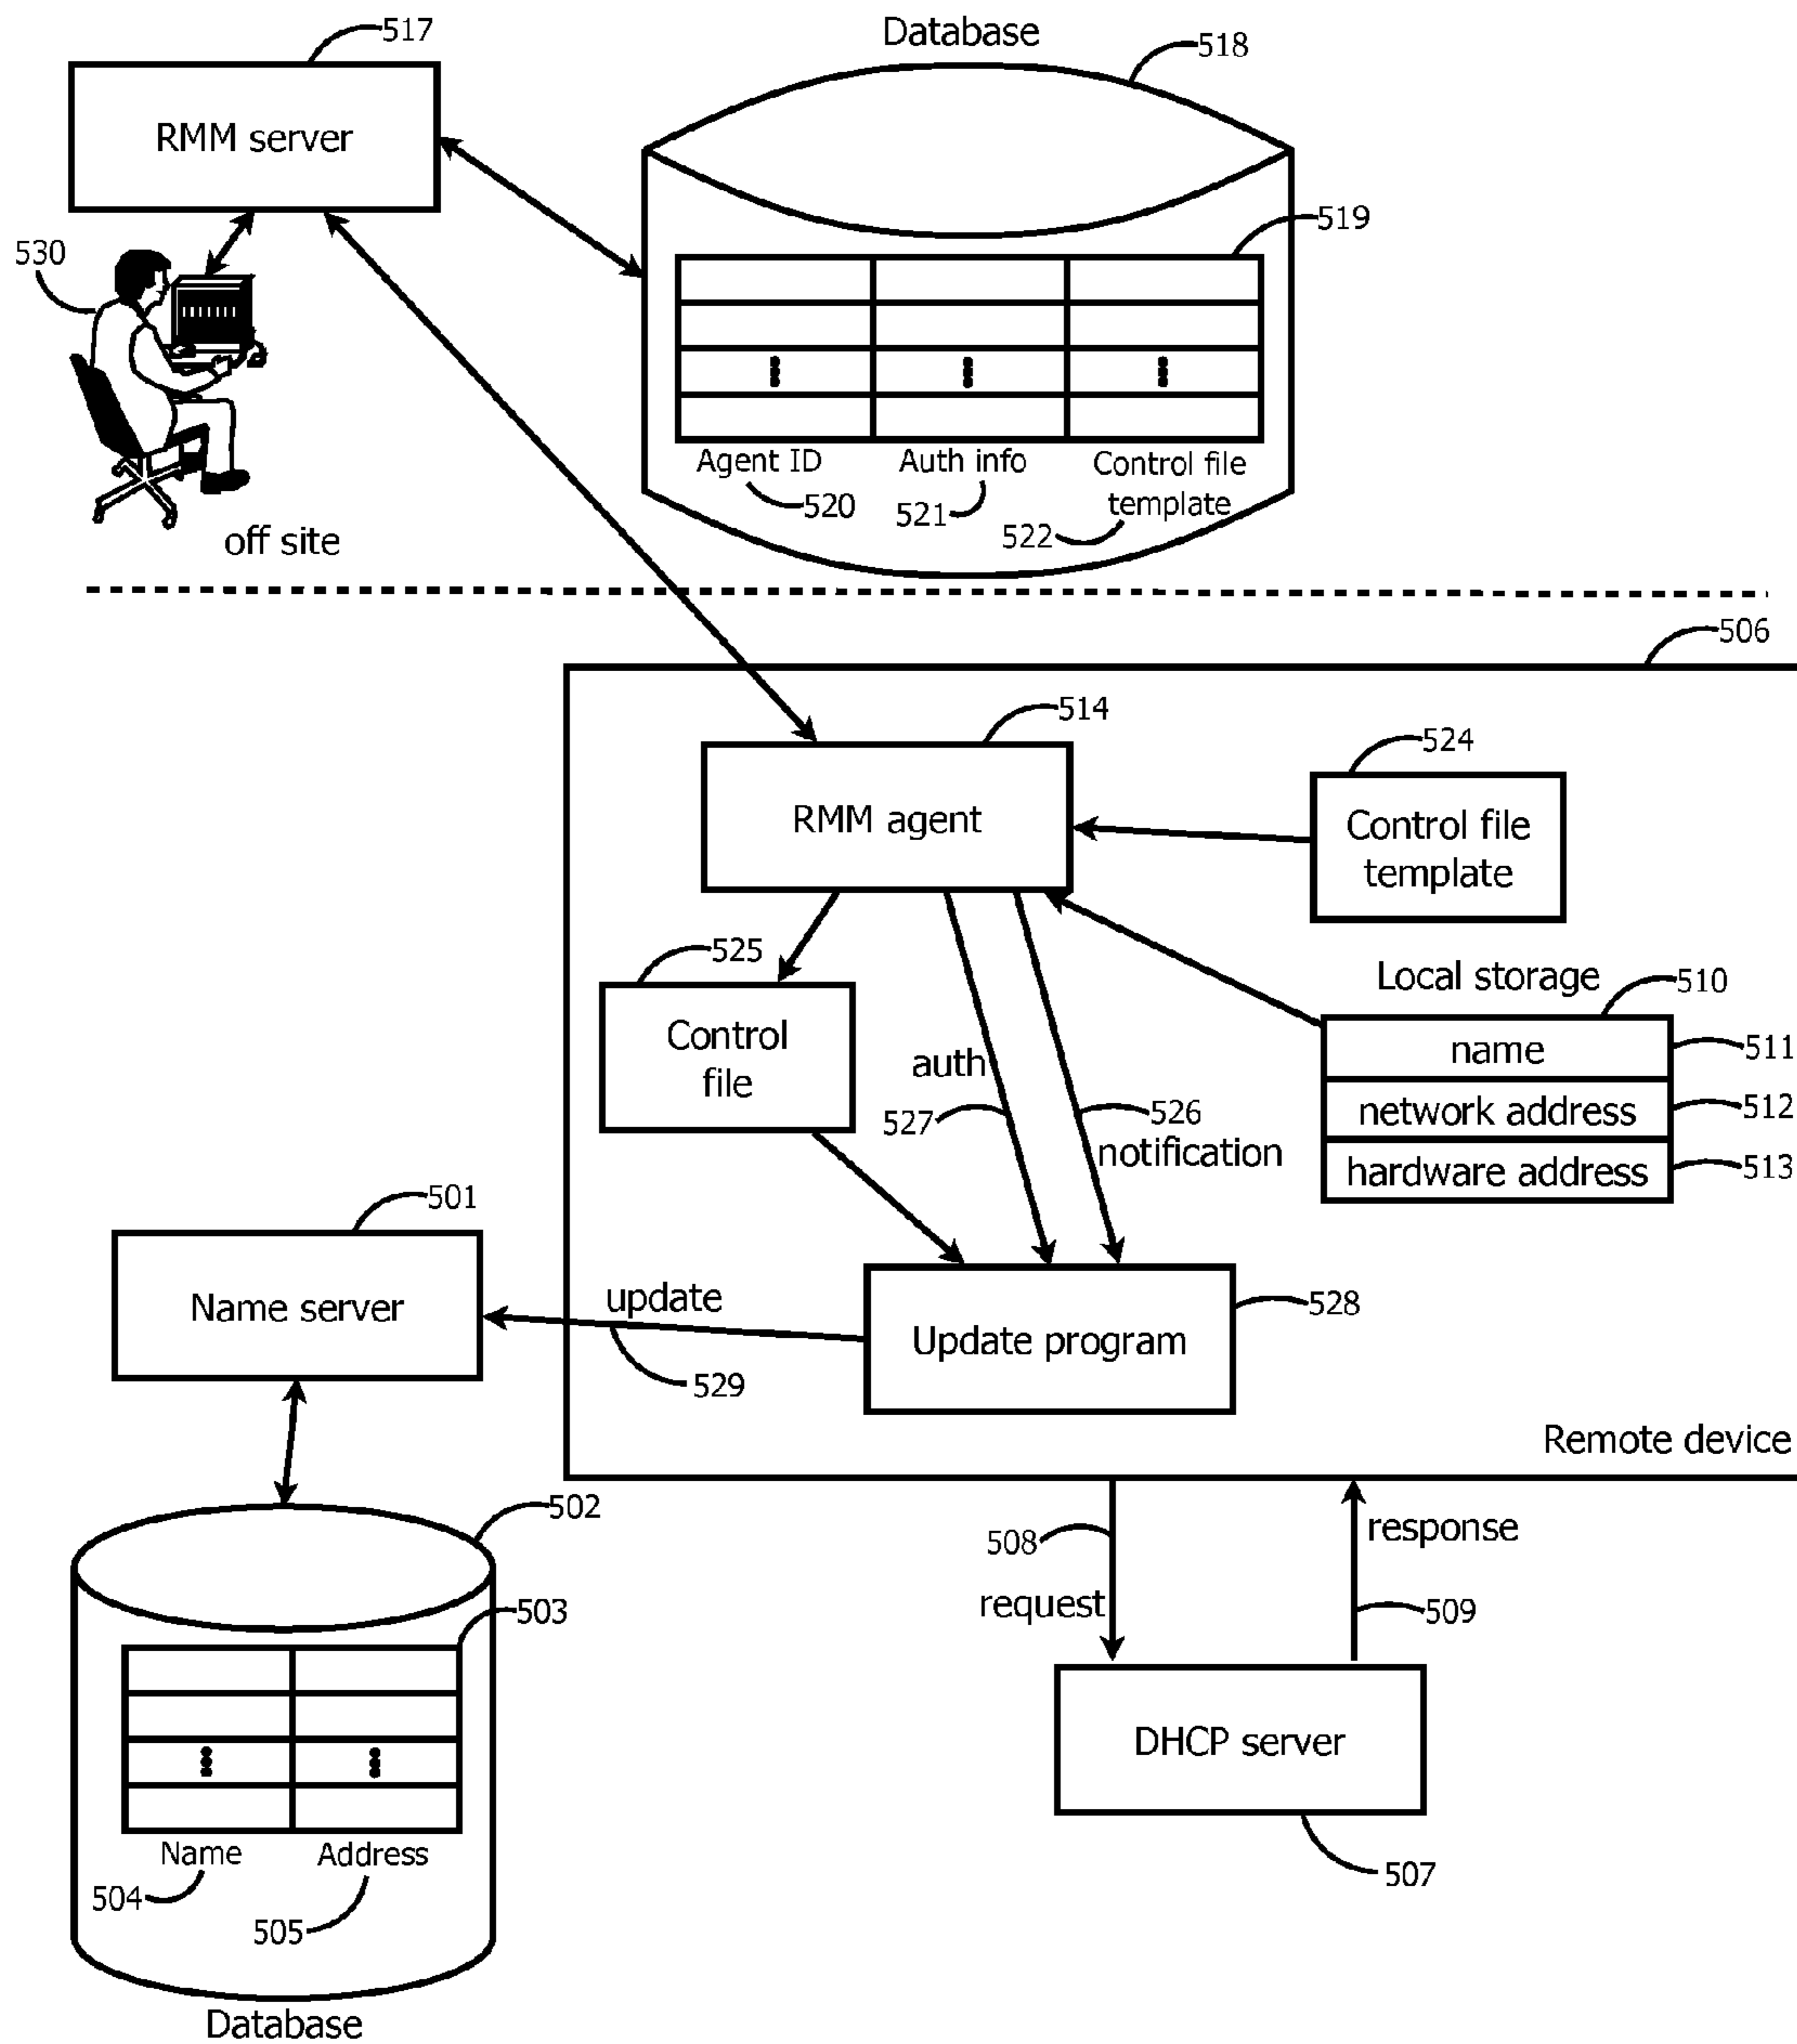 517
RMM server
Database
518
519
530
Agent ID
Auth info
Control file
template
520
521
522
off site
506
514
RMM agent
524
Control file
template
525
Control
file
Local storage
510
name
511
network address
512
hardware address
513
auth
527
526
notification
501
Name server
update
529
Update program
528
Remote device
502
503
Name
Address
504
505
Database
508
request
response
509
DHCP server
507